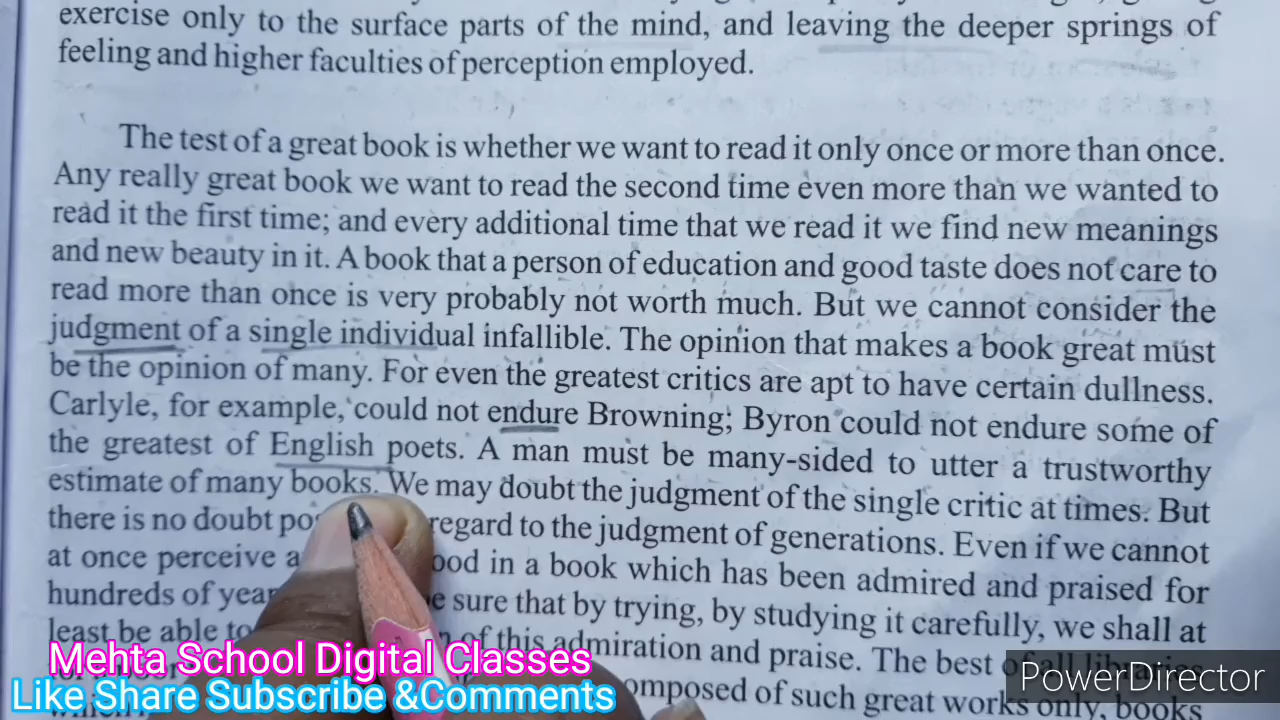 exercise only to the surface parts of the mind, and leaving the deeper springs of
feeling and higher faculties of perception employed.
The test of a great book is whether we want to read it only once or more than once.
Any really great book we want to read the second time even more than we wanted to
read it the first time; and every additional time that we read it we find new meanings
and new beauty in it. A book that a person of education and good taste does not care to
read more than once is very probably not worth much. But we cannot consider the
judgment of a single individual infallible. The opinion that makes a book great must
be the opinion of many. For even the greatest critics are apt to have certain dullness.
Carlyle, for example, could not endure Browning; Byron could not endure some of
the greatest of English poets. A man must be many-sided to utter a trustworthy
estimate of many books. We may doubt the judgment of the single critic at times. But
there is no doubt regard to the judgment of generations. Even if we cannot
at once perceive in a book which has been admired and praised for
hundreds of sure that by trying, by studying it carefully, we shall at
least be able of this admiration and praise. The best of all libraries
composed of such great works only, books
Mehta School Digital Classes
Like Share Subscribe &Comments
PowerDirector